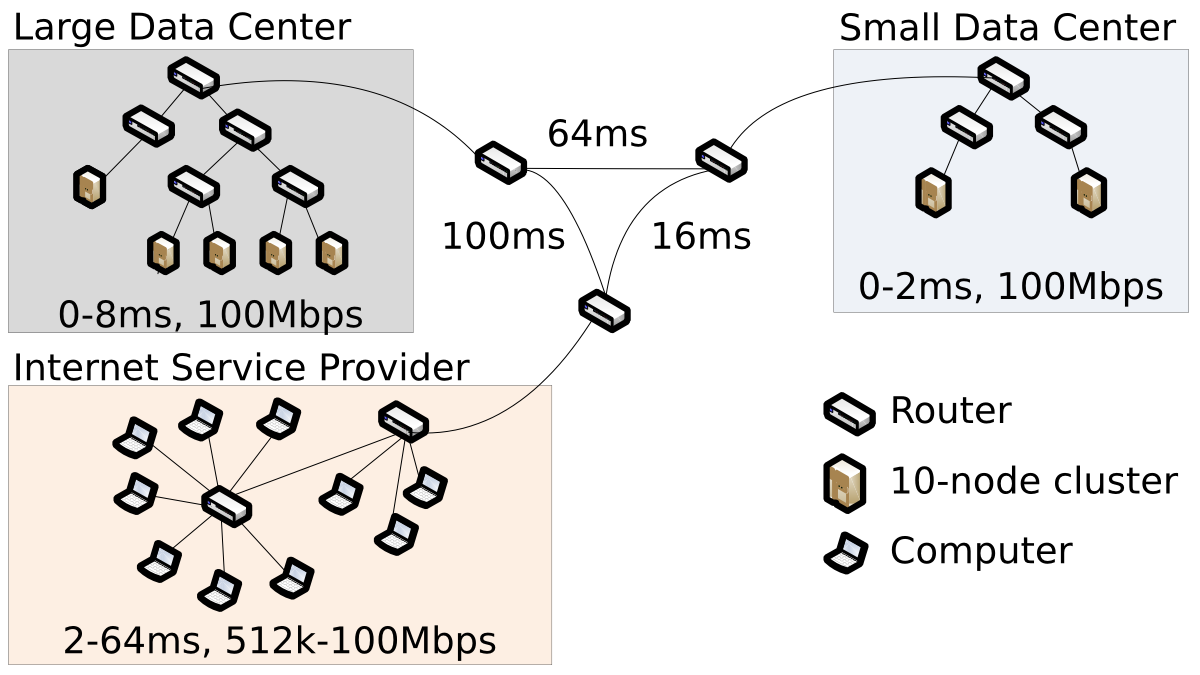 Large Data Center
Small Data Center
64ms
100ms
16ms
0-8ms, 100Mbps
0-2ms, 100Mbps
Internet Service Provider
Router
10-node cluster
Computer
2-64ms, 512k-100Mbps